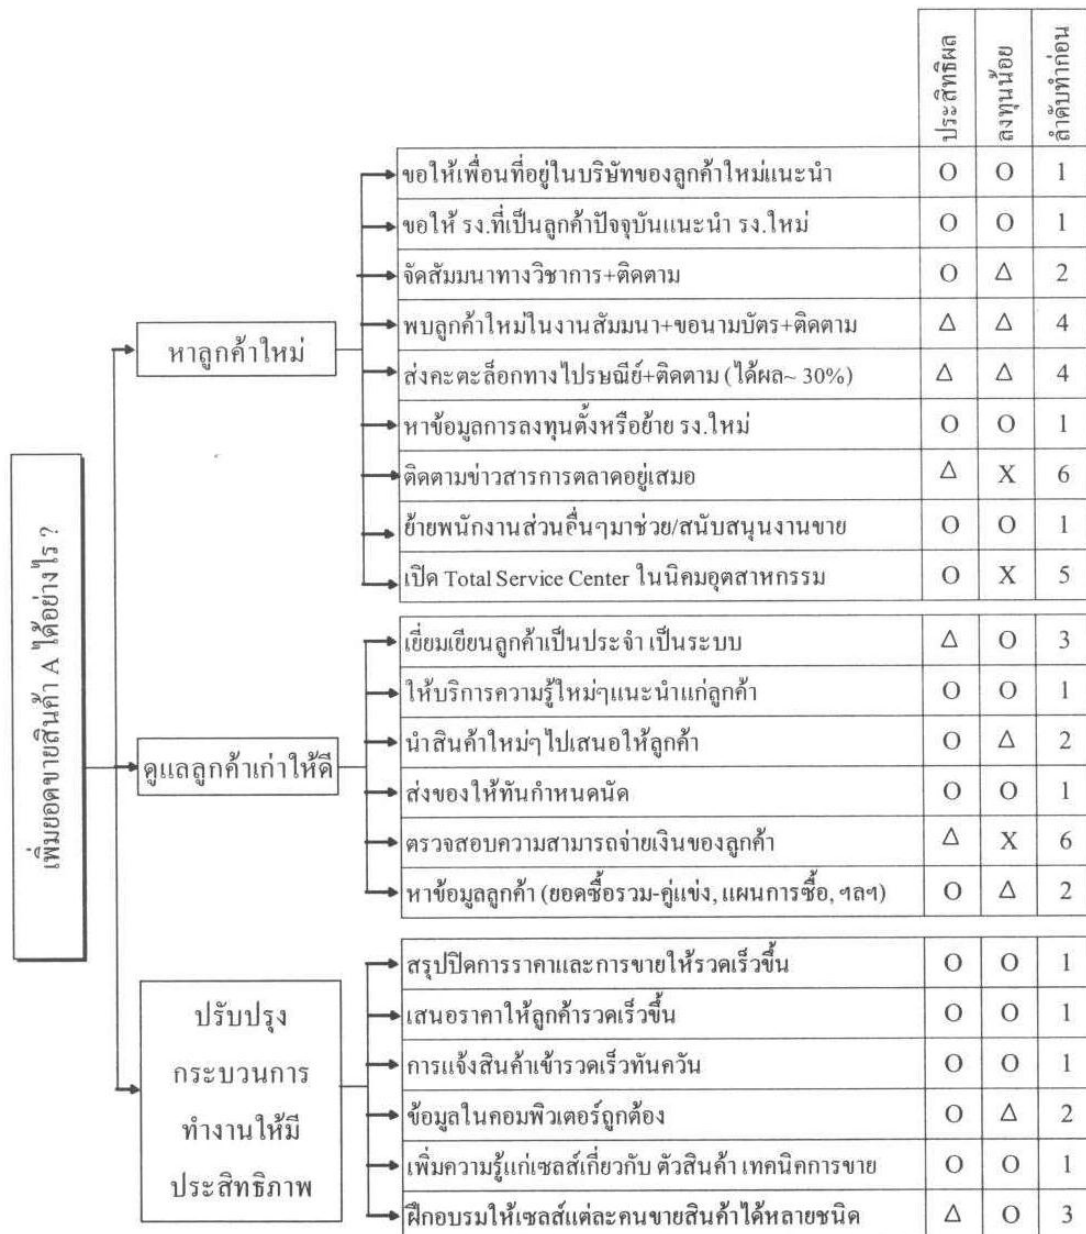 ประสิทธิผล
ลงทุนน้อย
ลำดับทำก่อน
เพิ่มยอดขายสินค้า A ได้อย่างไร ?
หาลูกค้าใหม่
ขอให้เพื่อนที่อยู่ในบริษัทของลูกค้าใหม่แนะนำ O O 1
ขอให้ รง.ที่เป็นลูกค้าปัจจุบันแนะนำ รง.ใหม่ O O 1
จัดสัมมนาทางวิชาการ+ติดตาม O Δ 2
พบลูกค้าใหม่ในงานสัมมนา+ขอนามบัตร+ติดตาม Δ Δ 4
ส่งคะตะล็อกทางไปรษณีย์+ติดตาม (ได้ผล~ 30%) Δ Δ 4
หาข้อมูลการลงทุนตั้งหรือย้าย รง.ใหม่ O O 1
ติดตามข่าวสารการตลาดอยู่เสมอ Δ X 6
ย้ายพนักงานส่วนอื่นๆมาช่วย/สนับสนุนงานขาย O O 1
เปิด Total Service Center ในนิคมอุตสาหกรรม O X 5
ดูแลลูกค้าเก่าให้ดี
เยี่ยมเยียนลูกค้าเป็นประจำ เป็นระบบ Δ O 3
ให้บริการความรู้ใหม่ๆแนะนำแก่ลูกค้า O O 1
นำสินค้าใหม่ๆ ไปเสนอให้ลูกค้า O Δ 2
ส่งของให้ทันกำหนดนัด O O 1
ตรวจสอบความสามารถจ่ายเงินของลูกค้า Δ X 6
หาข้อมูลลูกค้า (ยอดซื้อรวม-คู่แข่ง, แผนการซื้อ, ฯลฯ) O Δ 2
ปรับปรุง
กระบวนการ
ทำงานให้มี
ประสิทธิภาพ
สรุปปิดการราคาและการขายให้รวดเร็วขึ้น O O 1
เสนอราคาให้ลูกค้ารวดเร็วขึ้น O O 1
การแจ้งสินค้าเข้ารวดเร็วทันควัน O O 1
ข้อมูลในคอมพิวเตอร์ถูกต้อง O Δ 2
เพิ่มความรู้แก่เซลส์เกี่ยวกับ ตัวสินค้า เทคนิคการขาย O O 1
ฝึกอบรมให้เซลส์แต่ละคนขายสินค้าได้หลายชนิด Δ O 3